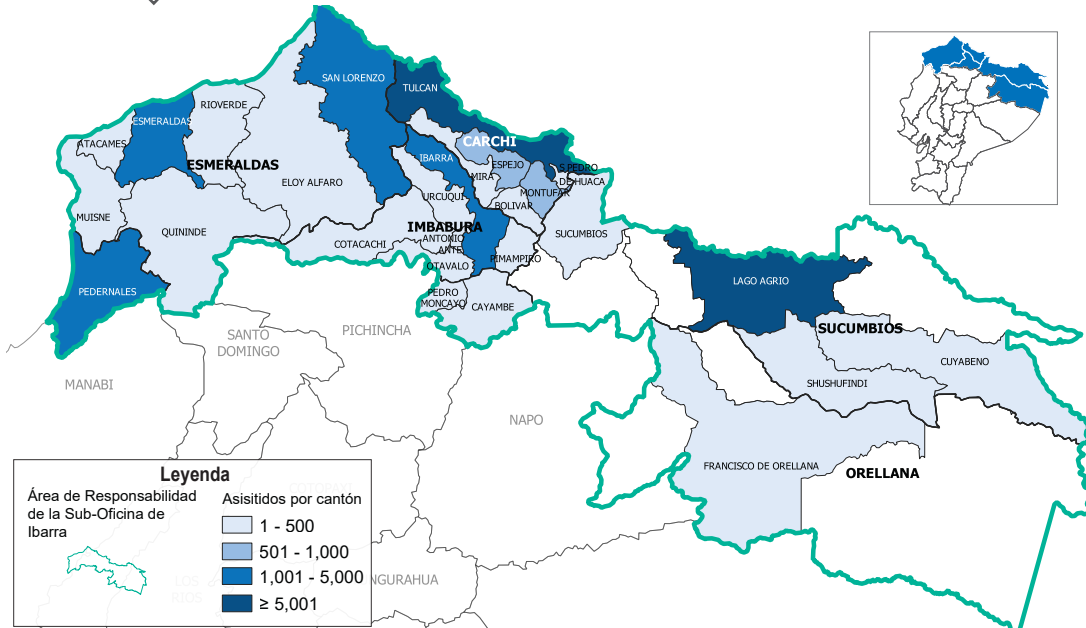 SAN LORENZO
TULCAN
RIOVERDE
ESMERALDAS
ATACAMES
CARCHI
IBARRA
ESPEJO
S.PEDRO
DE HUACA
ESMERALDAS
MIRA
ELOY ALFARO
MONTUFAR
URCUQUI
BOLIVAR
MUISNE
IMBABURA
QUININDE
SUCUMBIOS
COTACACHI
ANTONIO
ANTE
PIMAMPIRO
OTAVALO
LAGO AGRIO
PEDERNALES
PEDRO
MONCAYO
CAYAMBE
PICHINCHA
SANTO
DOMINGO
SUCUMBIOS
CUYABENO
MANABI
SHUSHUFINDI
NAPO
FRANCISCO DE ORELLANA
ORELLANA
Leyenda
Área de Responsabilidad
de la Sub-Oficina de
Ibarra
Asisitidos por cantón
1 - 500
501 - 1,000
1,001 - 5,000
≥ 5,001
COTOPAXI
LOS
RIOS
NGURAHUA